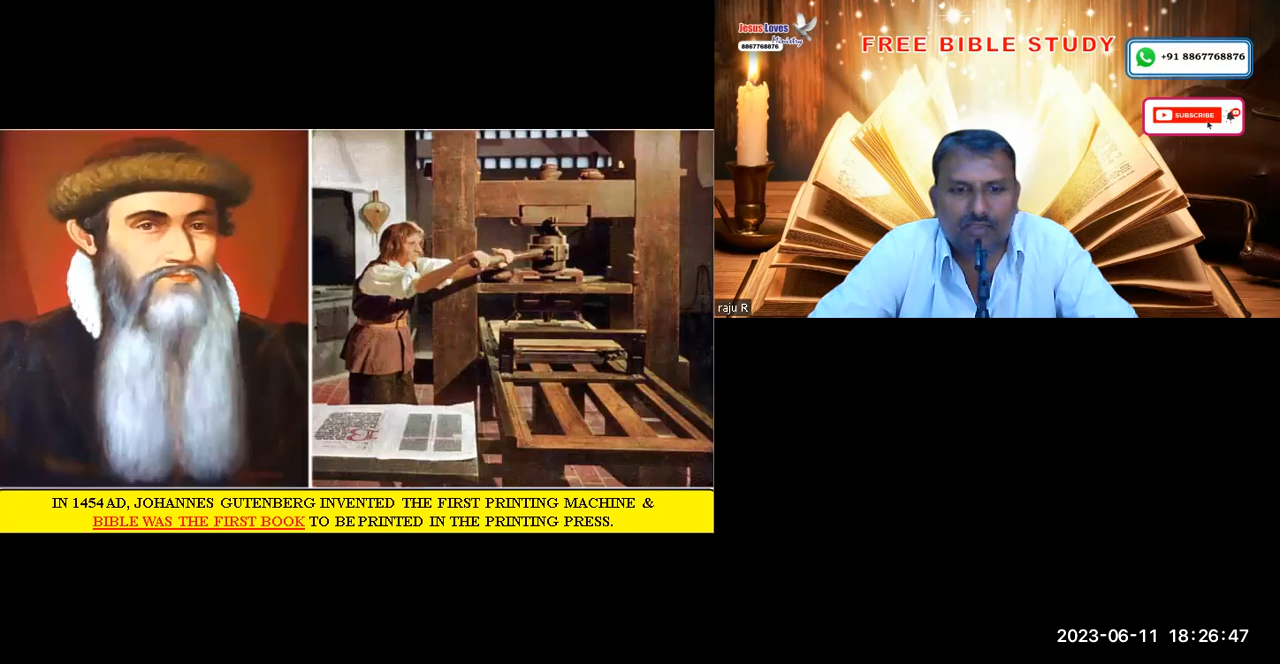 Jesus Loves
Ministry
8867768876
FREE BIBLE STUDY
+91 8867768876
SUBSCRIBE
raju R
IN 1454 AD, JOHANNES GUTENBERG INVENTED THE FIRST PRINTING MACHINE &
BIBLE WAS THE FIRST BOOK TO BE PRINTED IN THE PRINTING PRESS.
2023-06-11 18:26:47